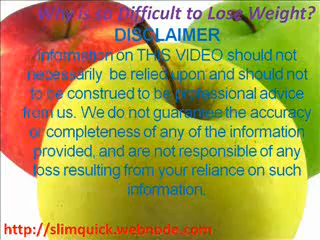 Why is so Difficult to Lose Weight?
DISCLAIMER
Information on THIS VIDEO should not
necessarily be relied upon and should not
to be construed to be professional advice
from us. We do not guarantee the accuracy
or completeness of any of the information
provided, and are not responsible of any
loss resulting from your reliance on such
information.
http://slimquick.webnode.com